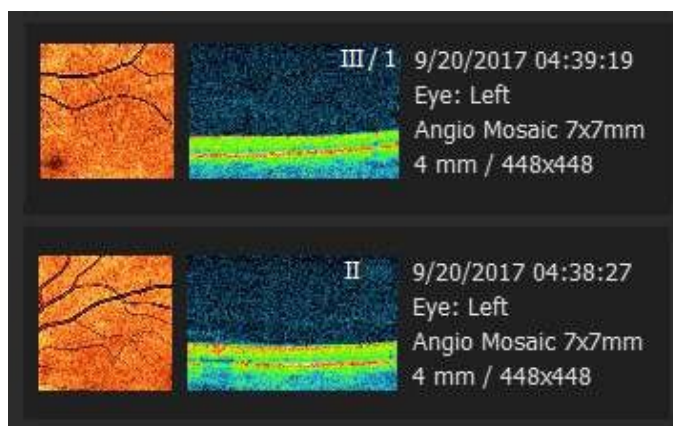 III / 1
9/20/2017 04:39:19
Eye: Left
Angio Mosaic 7x7mm
4 mm / 448x448
II
9/20/2017 04:38:27
Eye: Left
Angio Mosaic 7x7mm
4 mm / 448x448